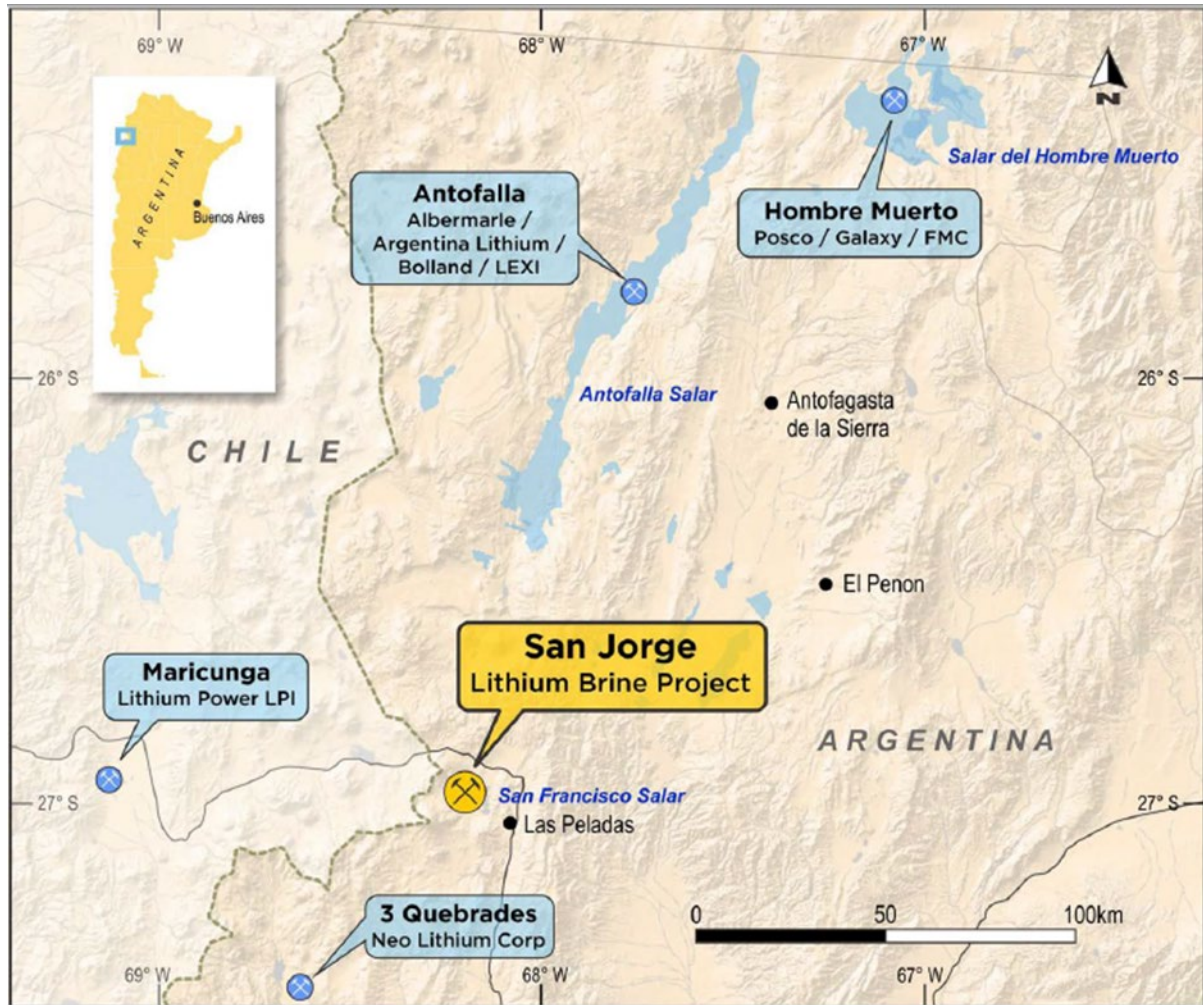 69° W
68° W
67° W
N
ARGENTINA
Buenos Aires
Antofalla
Albermarle /
Argentina Lithium /
Bolland / LEXI
Hombre Muerto
Posco / Galaxy / FMC
Salar del Hombre Muerto
26° S
26° S
Antofalla Salar
Antofagasta
de la Sierra
CHILE
El Penon
San Jorge
Lithium Brine Project
Maricunga
Lithium Power LPI
ARGENTINA
27° S
San Francisco Salar
27° S
Las Peladas
3 Quebrades
Neo Lithium Corp
0 50 100km
69° W
68° W
67° W